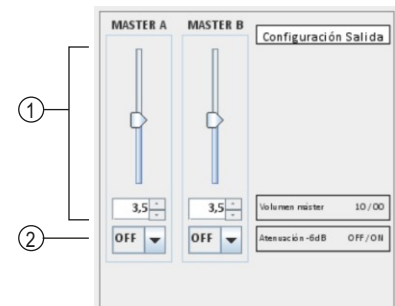 MASTER A MASTER B
Configuración Salida
1
3,5 3,5 Volumen máster 10/00
2 OFF OFF Atenuación -6dB OFF/ON